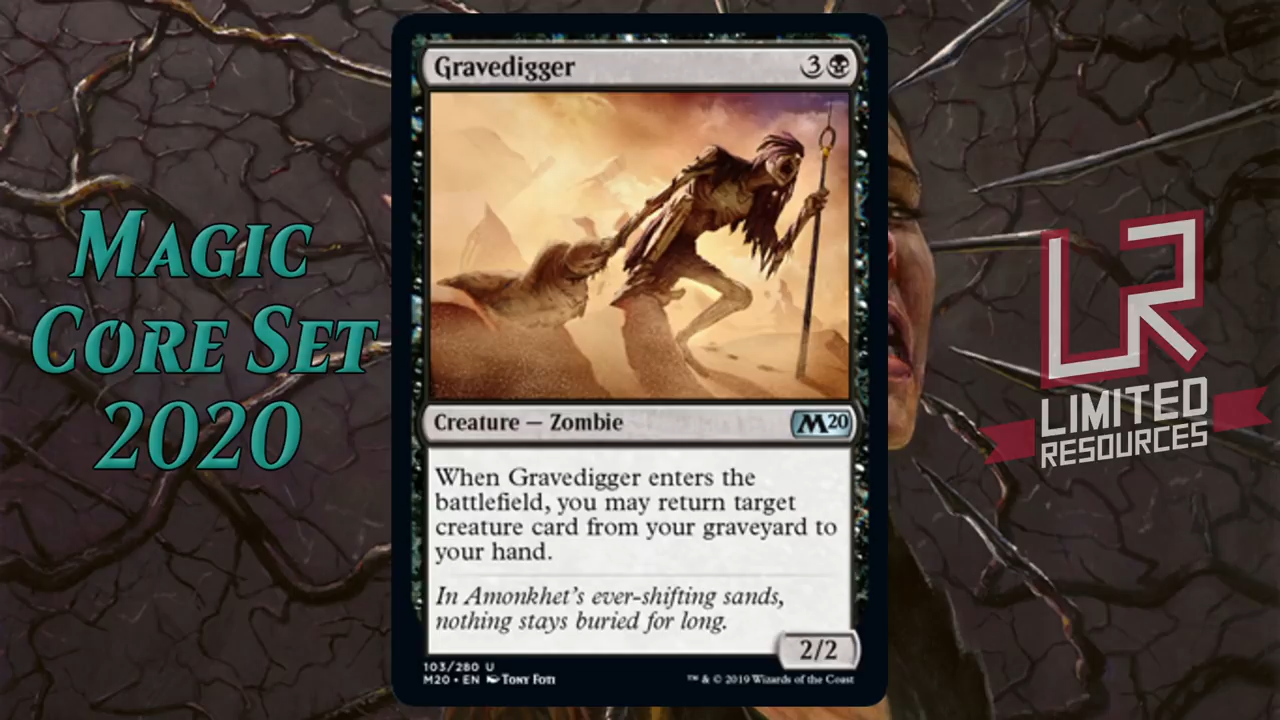 Magic
Core Set
2020
Gravedigger
3
Creature — Zombie
M20
When Gravedigger enters the
battlefield, you may return target
creature card from your graveyard to
your hand.
In Amonkhet's ever-shifting sands,
nothing stays buried for long.
2/2
103/280 U
M20 • EN Tony Foti
™ & © 2019 Wizards of the Coast
LR
LIMITED
RESOURCES